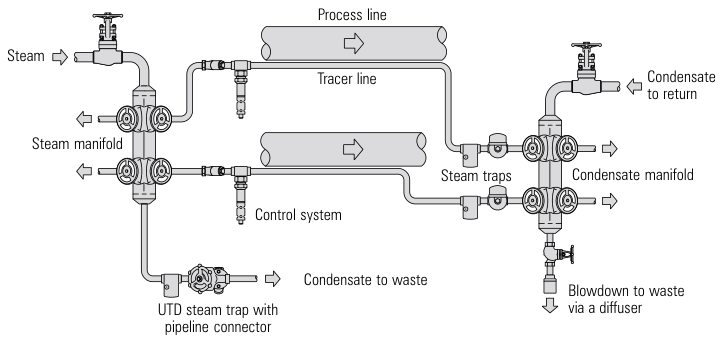 Process line
Steam
Tracer line
Condensate
to return
Steam manifold
Steam traps
Condensate manifold
Control system
Condensate to waste
Blowdown to waste
via a diffuser
UTD steam trap with
pipeline connector